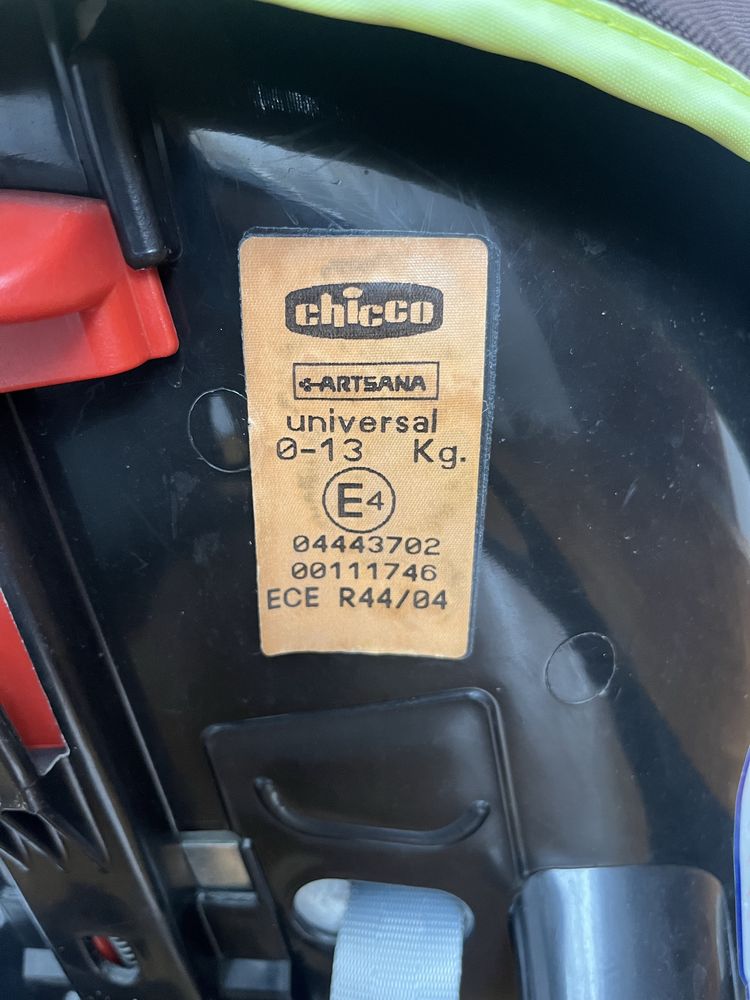 chicco
ARTSANA
universal
0-13 Kg.
E4
04443702
00111746
ECE R44/04